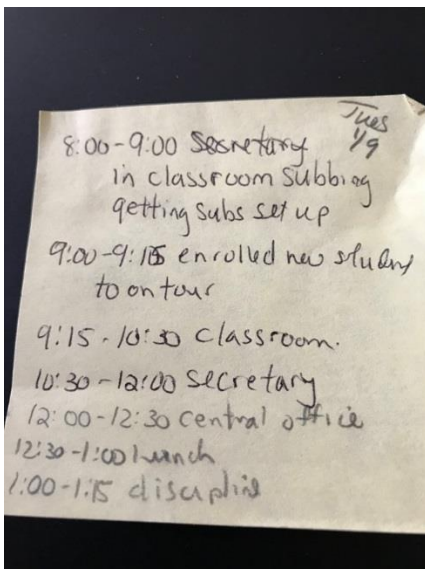 Tues
1/9
8:00-9:00 Secretary
in classroom subbing
getting subs set up
9:00-9:15 enrolled new student
to on tour
9:15-10:30 Classroom.
10:30-12:00 Secretary
12:00-12:30 central office
12:30-1:00 lunch
1:00-1:15 discipline